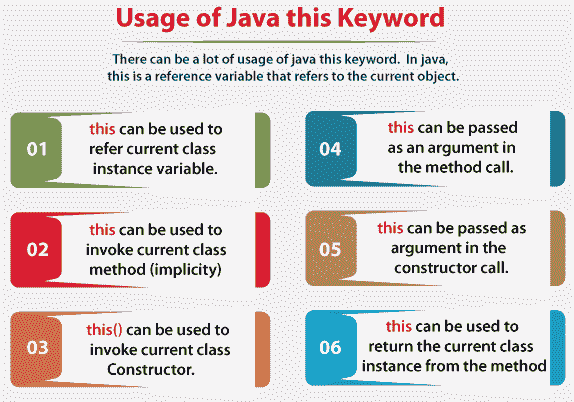 Usage of Java this Keyword
There can be a lot of usage of java this keyword. In java,
this is a reference variable that refers to the current object.
01
this can be used to
refer current class
instance variable.
02
this can be used to
invoke current class
method (implicity)
03
this() can be used to
invoke current class
Constructor.
04
this can be passed
as an argument in
the method call.
05
this can be passed as
argument in the
constructor call.
06
this can be used to
return the current class
instance from the method